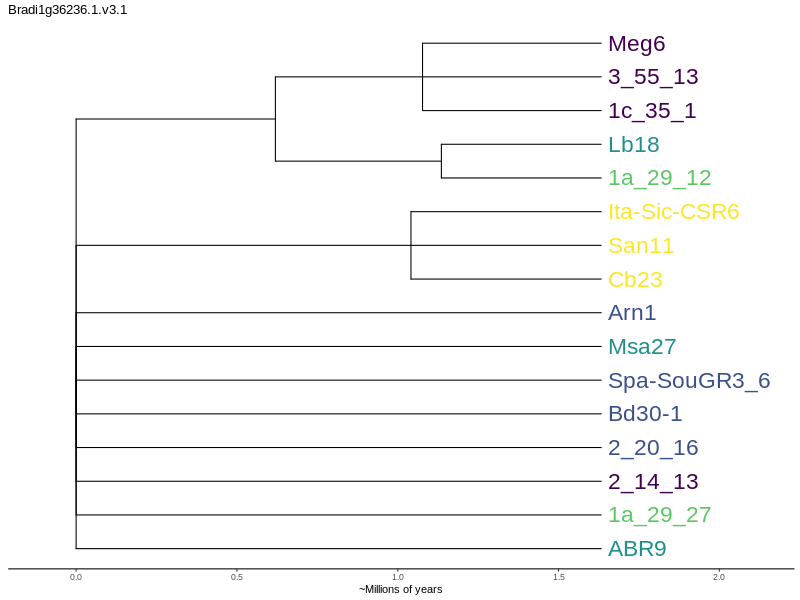 Bradi1g36236.1.v3.1
Meg6
3_55_13
1c_35_1
Lb18
1a_29_12
Ita-Sic-CSR6
San11
Cb23
Arn1
Msa27
Spa-SouGR3_6
Bd30-1
2_20_16
2_14_13
1a_29_27
ABR9
0.0 0.5 1.0 1.5 2.0
~Millions of years